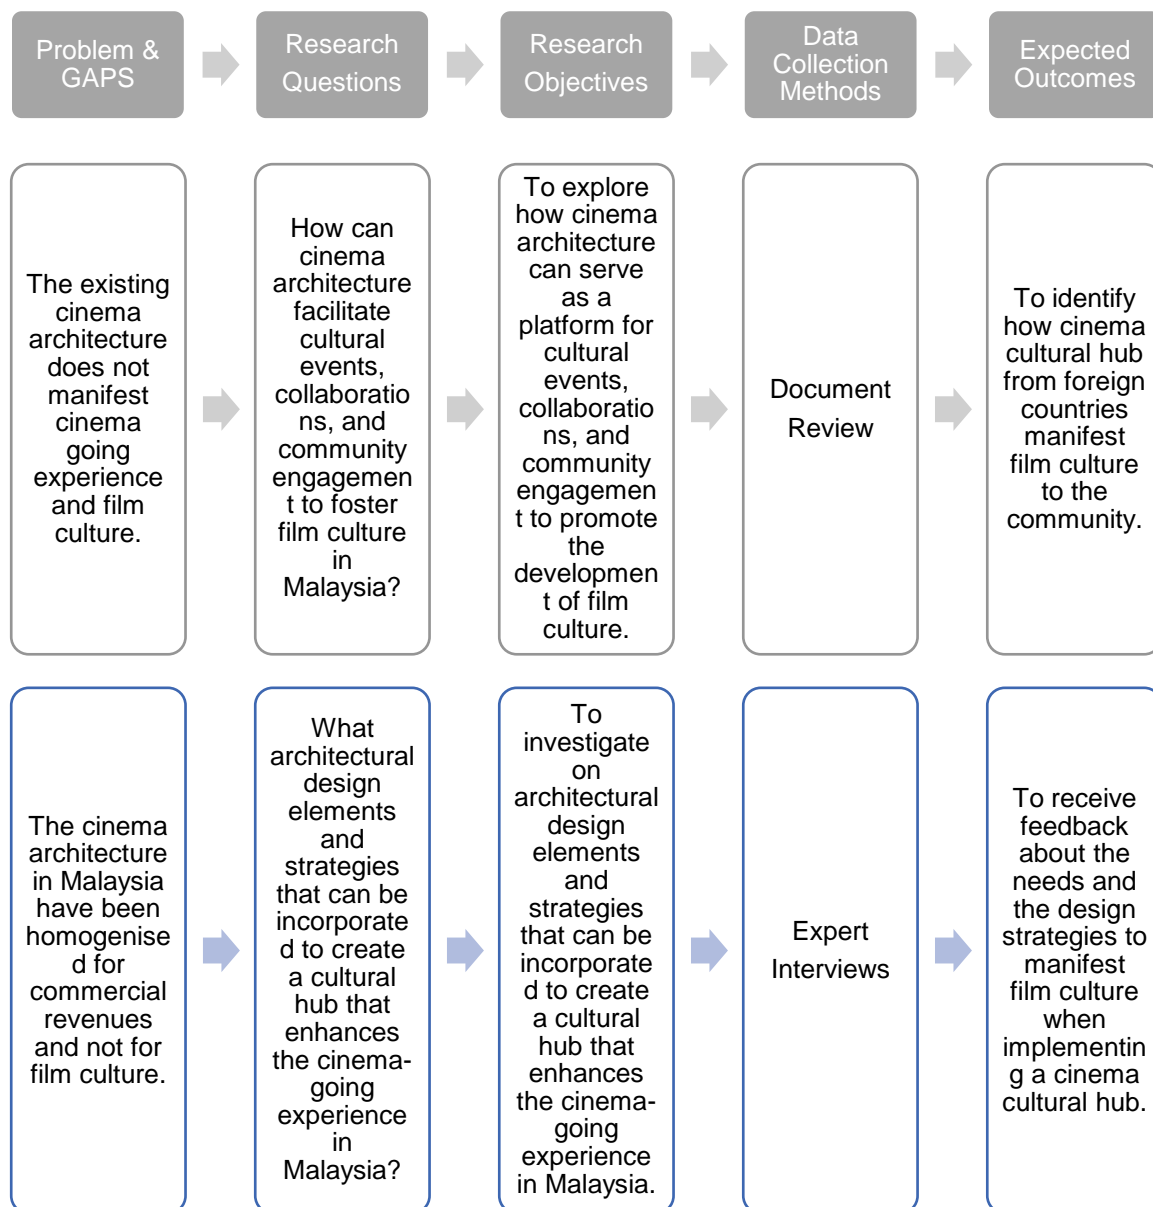 Problem &
GAPS
Research
Questions
Research
Objectives
Data
Collection
Methods
Expected
Outcomes
The existing
cinema
architecture
does not
manifest
cinema
going
experience
and film
culture.
How can
cinema
architecture
facilitate
cultural
events,
collaboratio
ns, and
community
engagemen
t to foster
film culture
in
Malaysia?
To explore
how cinema
architecture
can serve
as a
platform for
cultural
events,
collaboratio
ns, and
community
engagemen
t to promote
the
developmen
t of film
culture.
Document
Review
To identify
how cinema
cultural hub
from foreign
countries
manifest
film culture
to the
community.
The cinema
architecture
in Malaysia
have been
homogenise
d for
commercial
revenues
and not for
film culture.
What
architectural
design
elements
and
strategies
that can be
incorporate
d to create
a cultural
hub that
enhances
the cinema-
going
experience
in
Malaysia?
To
investigate
on
architectural
design
elements
and
strategies
that can be
incorporate
d to create
a cultural
hub that
enhances
the cinema-
going
experience
in Malaysia.
Expert
Interviews
To receive
feedback
about the
needs and
the design
strategies to
manifest
film culture
when
implementin
g a cinema
cultural hub.